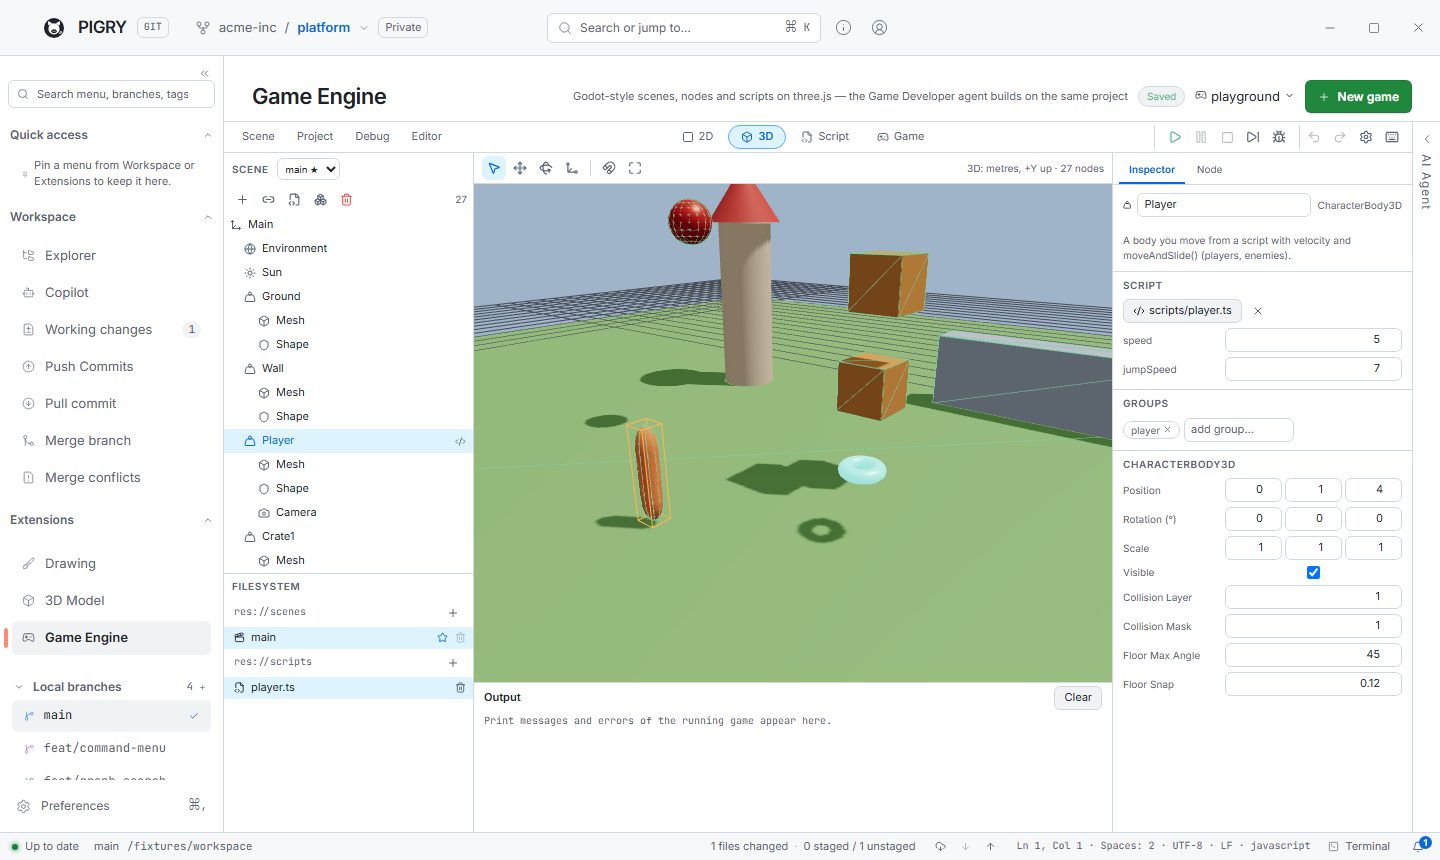 PIGRY
GIT
acme-inc / platform
Private
Search or jump to...
⌘ K
Search menu, branches, tags
Quick access
Pin a menu from Workspace or
Extensions to keep it here.
Workspace
Explorer
Copilot
Working changes 1
Push Commits
Pull commit
Merge branch
Merge conflicts
Extensions
Drawing
3D Model
Game Engine
Local branches 4 +
main
feat/command-menu
Preferences ⌘,
Game Engine
Godot-style scenes, nodes and scripts on three.js — the Game Developer agent builds on the same project
Saved
playground
+ New game
Scene Project Debug Editor
2D 3D Script Game
SCENE main ★
27
Main
Environment
Sun
Ground
Mesh
Shape
Wall
Mesh
Shape
Player
Mesh
Shape
Camera
Crate1
Mesh
FILESYSTEM
res://scenes +
main
res://scripts +
player.ts
3D: metres, +Y up · 27 nodes
Output
Clear
Print messages and errors of the running game appear here.
Inspector Node
Player CharacterBody3D
A body you move from a script with velocity and
moveAndSlide() (players, enemies).
SCRIPT
scripts/player.ts ×
speed 5
jumpSpeed 7
GROUPS
player × add group...
CHARACTERBODY3D
Position 0 1 4
Rotation (°) 0 0 0
Scale 1 1 1
Visible
Collision Layer 1
Collision Mask 1
Floor Max Angle 45
Floor Snap 0.12
AI Agent
Up to date main /fixtures/workspace
1 files changed · 0 staged / 1 unstaged
Ln 1, Col 1 · Spaces: 2 · UTF-8 · LF · javascript
Terminal
1